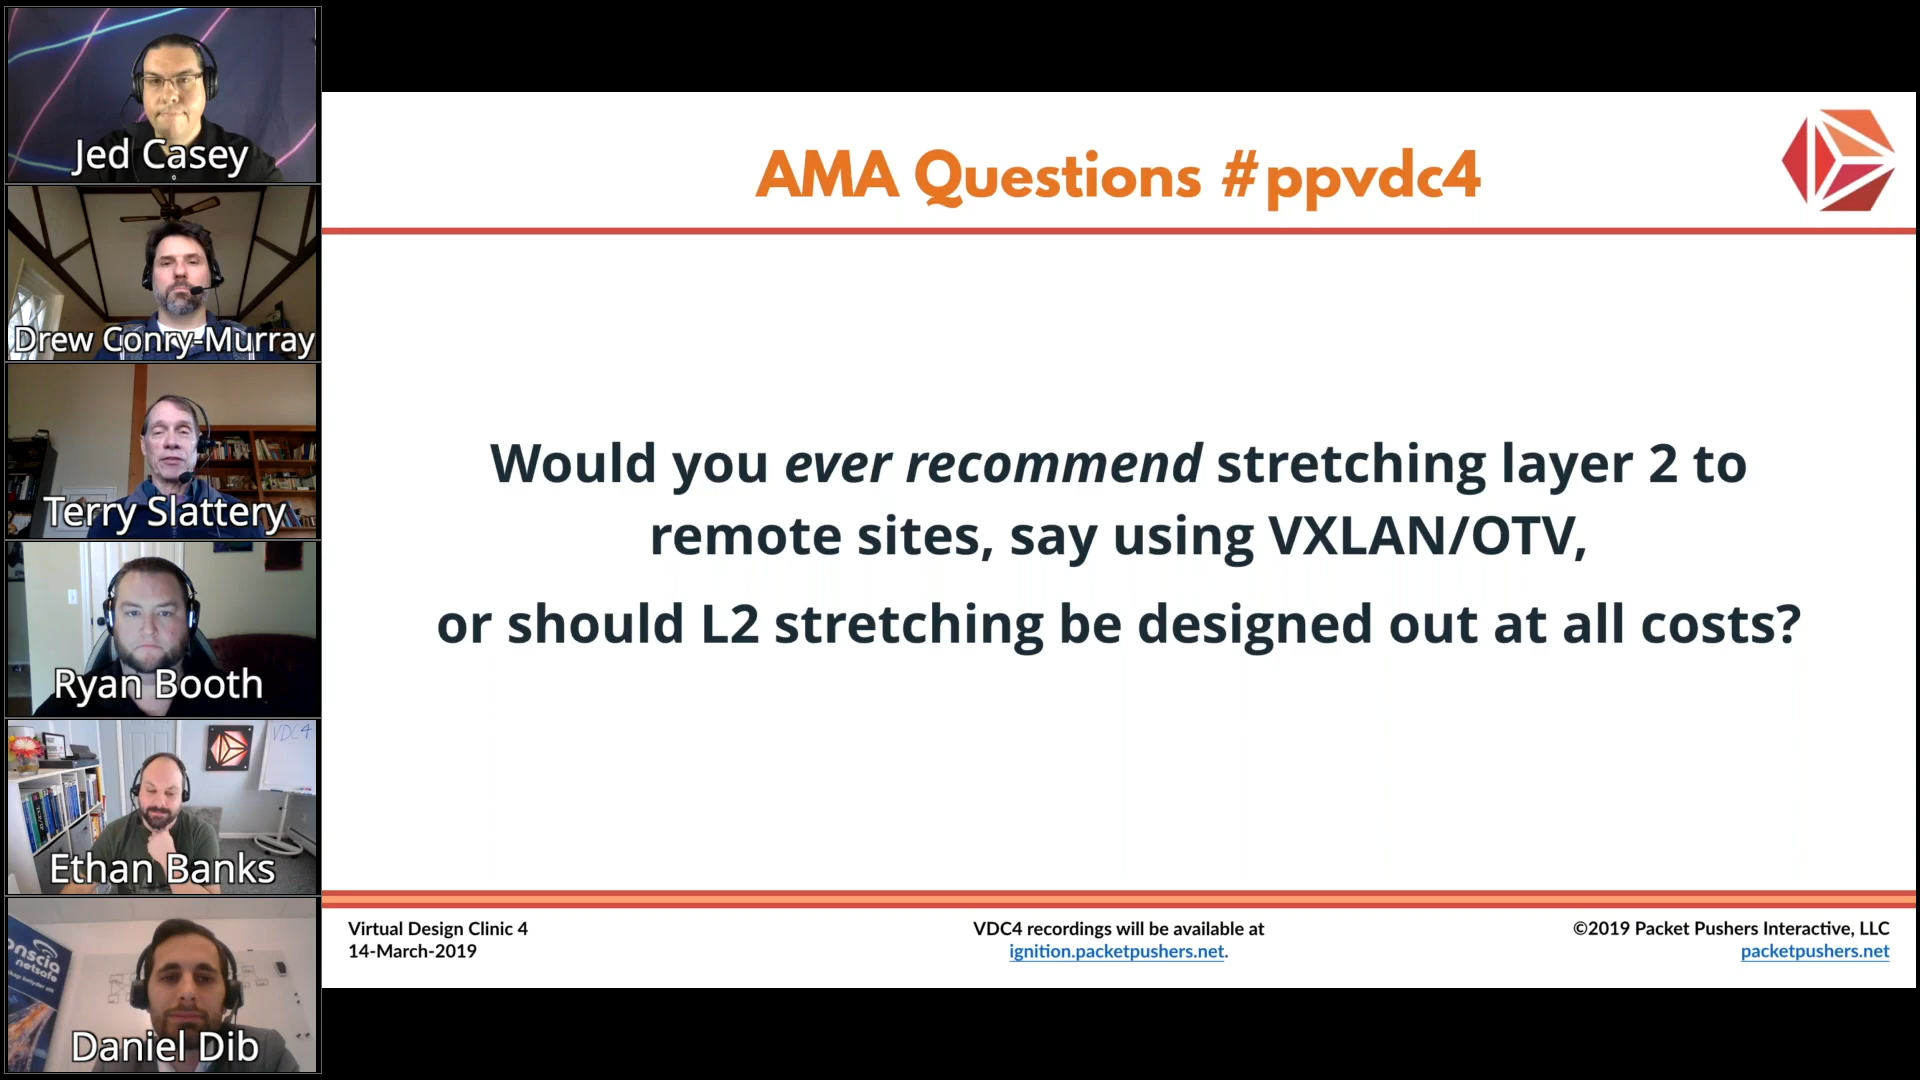 Jed Casey
Drew Conry-Murray
Terry Slattery
Ryan Booth
VDC4
Ethan Banks
netsafe
Daniel Dib
AMA Questions #ppvdc4
Would you ever recommend stretching layer 2 to
remote sites, say using VXLAN/OTV,
or should L2 stretching be designed out at all costs?
Virtual Design Clinic 4
14-March-2019
VDC4 recordings will be available at
ignition.packetpushers.net.
©2019 Packet Pushers Interactive, LLC
packetpushers.net